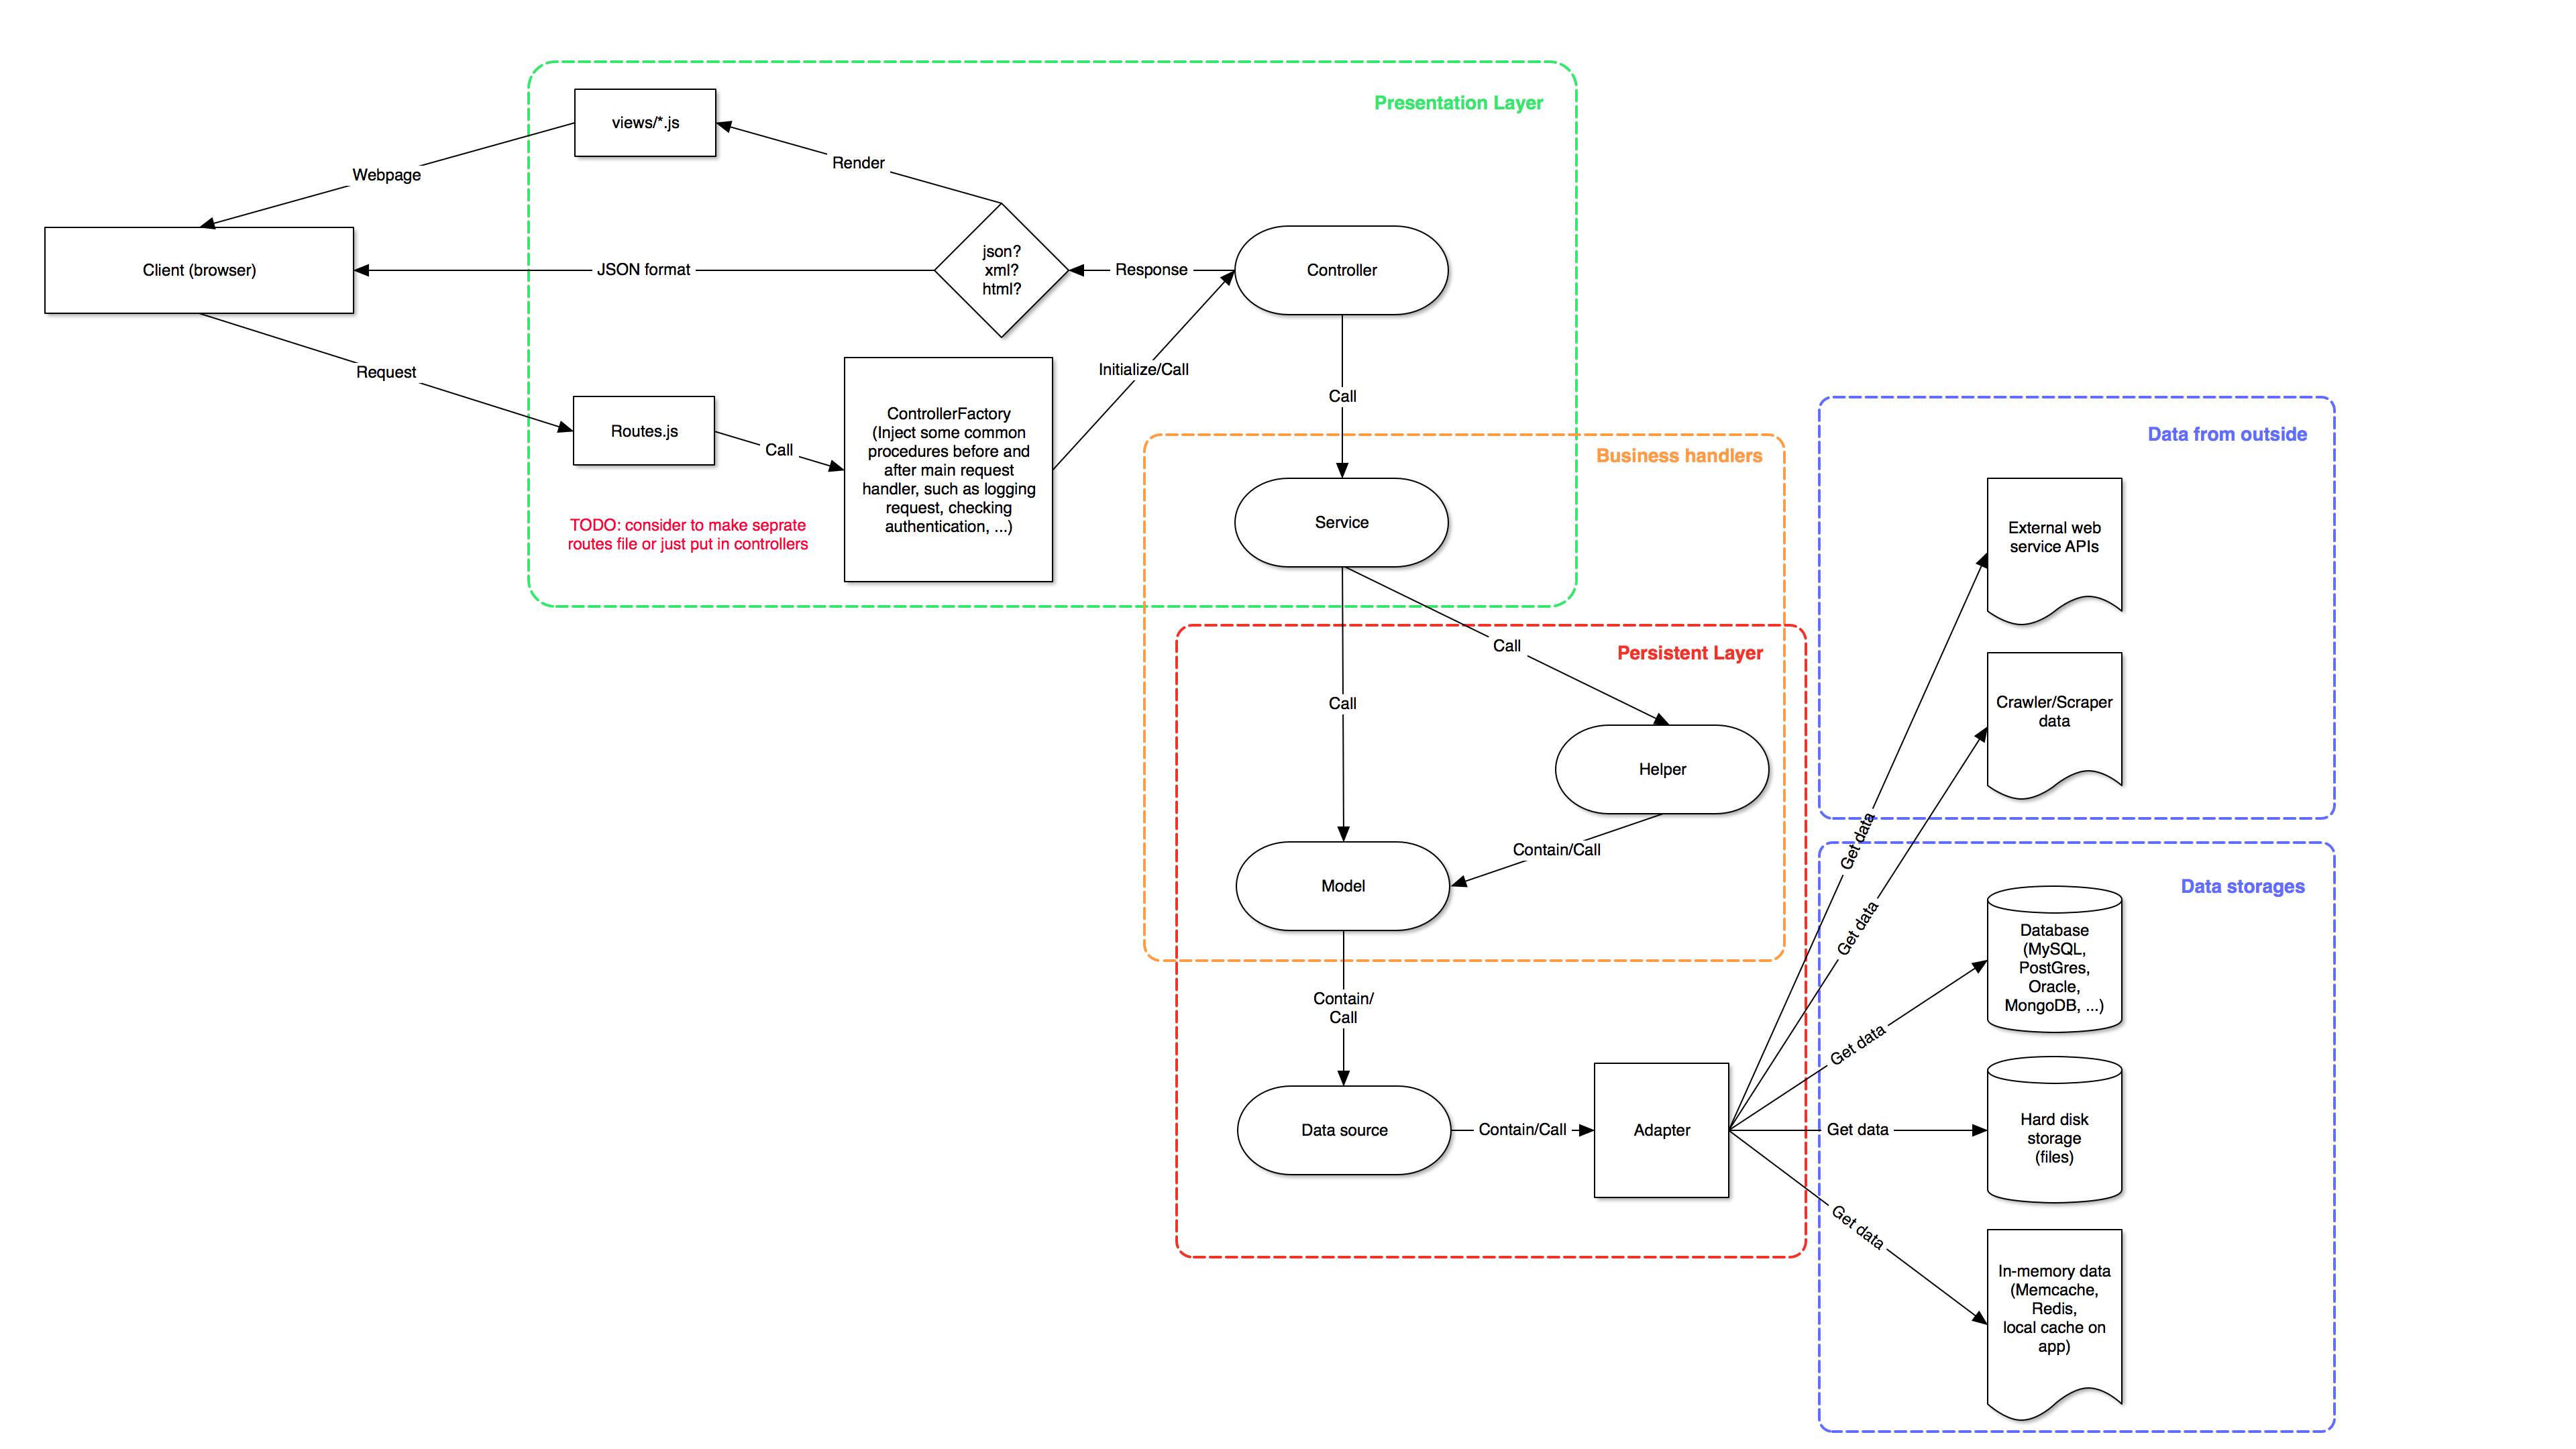 Presentation Layer
views/*.js
Render
Webpage
Client (browser)
JSON format
json?
xml?
html?
Response
Controller
Request
Initialize/Call
Call
Routes.js
Call
ControllerFactory
(Inject some common
procedures before and
after main request
handler, such as logging
request, checking
authentication, ...)
TODO: consider to make seprate
routes file or just put in controllers
Business handlers
Service
Persistent Layer
Call
Call
Helper
Contain/Call
Model
Contain/
Call
Data source
Contain/Call
Adapter
Data from outside
External web
service APIs
Crawler/Scraper
data
Get data
Get data
Get data
Get data
Get data
Data storages
Database
(MySQL,
PostGres,
Oracle,
MongoDB, ...)
Hard disk
storage
(files)
In-memory data
(Memcache,
Redis,
local cache on
app)